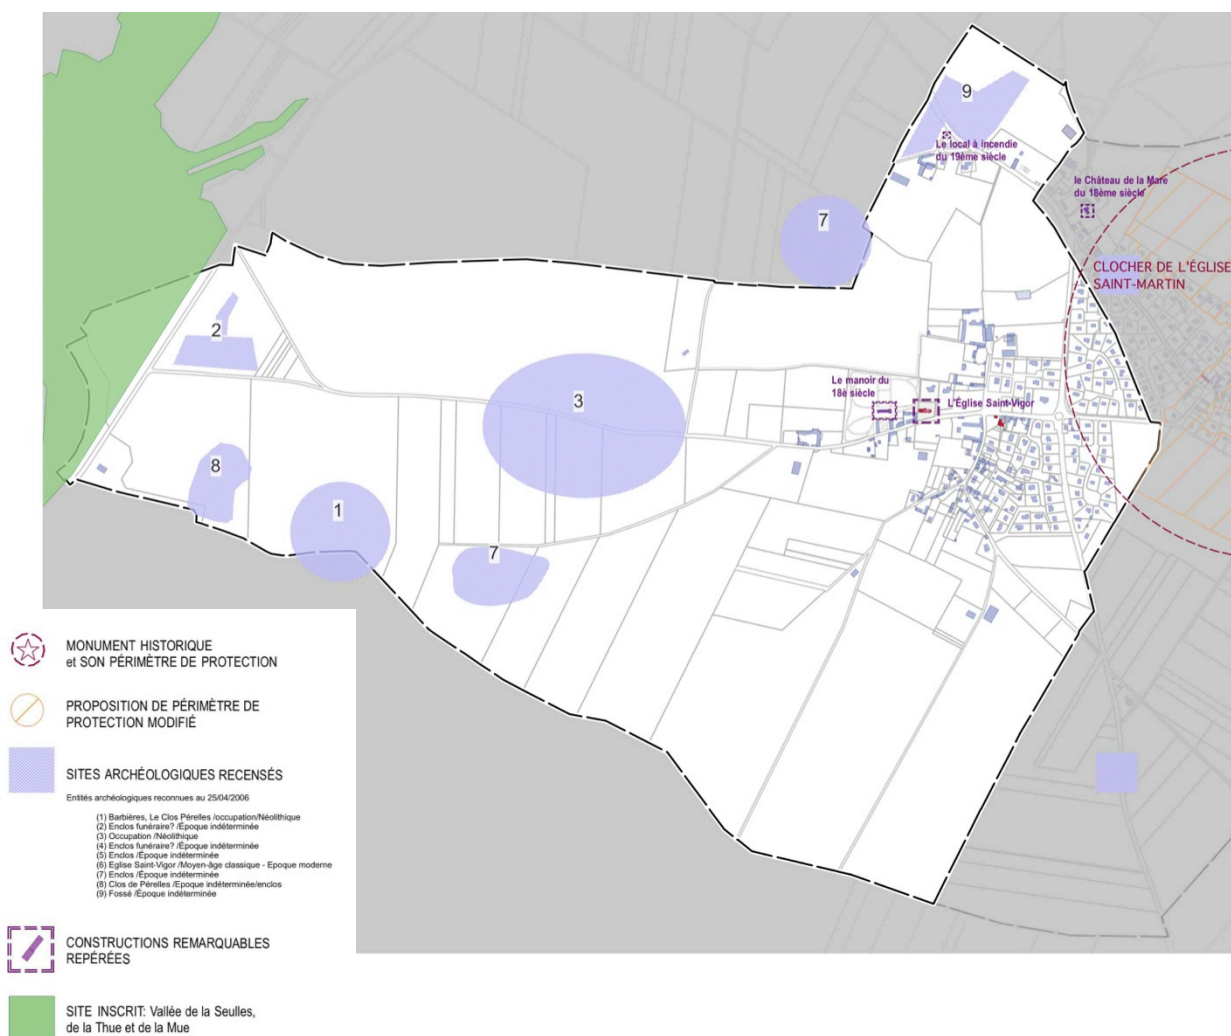 9
Le local à incendie
du 19ème siècle
le Château de la Mare
du 18ème siècle
7
CLOCHER DE L'ÉGLISE
SAINT-MARTIN
2
3
Le manoir du
18è siècle
L'Église Saint-Vigor
8
1
7
MONUMENT HISTORIQUE
et SON PÉRIMÈTRE DE PROTECTION
PROPOSITION DE PÉRIMÈTRE DE
PROTECTION MODIFIÉ
SITES ARCHÉOLOGIQUES RECENSÉS
Entités archéologiques reconnues au 25/04/2006
(1) Barbières, Le Clos Pérelles /occupation/Néolithique
(2) Enclos funéraire? /Époque indéterminée
(3) Occupation /Néolithique
(4) Enclos funéraire? /Époque indéterminée
(5) Enclos /Époque indéterminée
(6) Eglise Saint-Vigor /Moyen-âge classique - Epoque moderne
(7) Enclos /Époque indéterminée
(8) Clos de Pérelles /Epoque indéterminée/enclos
(9) Fossé /Époque indéterminée
CONSTRUCTIONS REMARQUABLES
REPÉRÉES
SITE INSCRIT: Vallée de la Seulles,
de la Thue et de la Mue